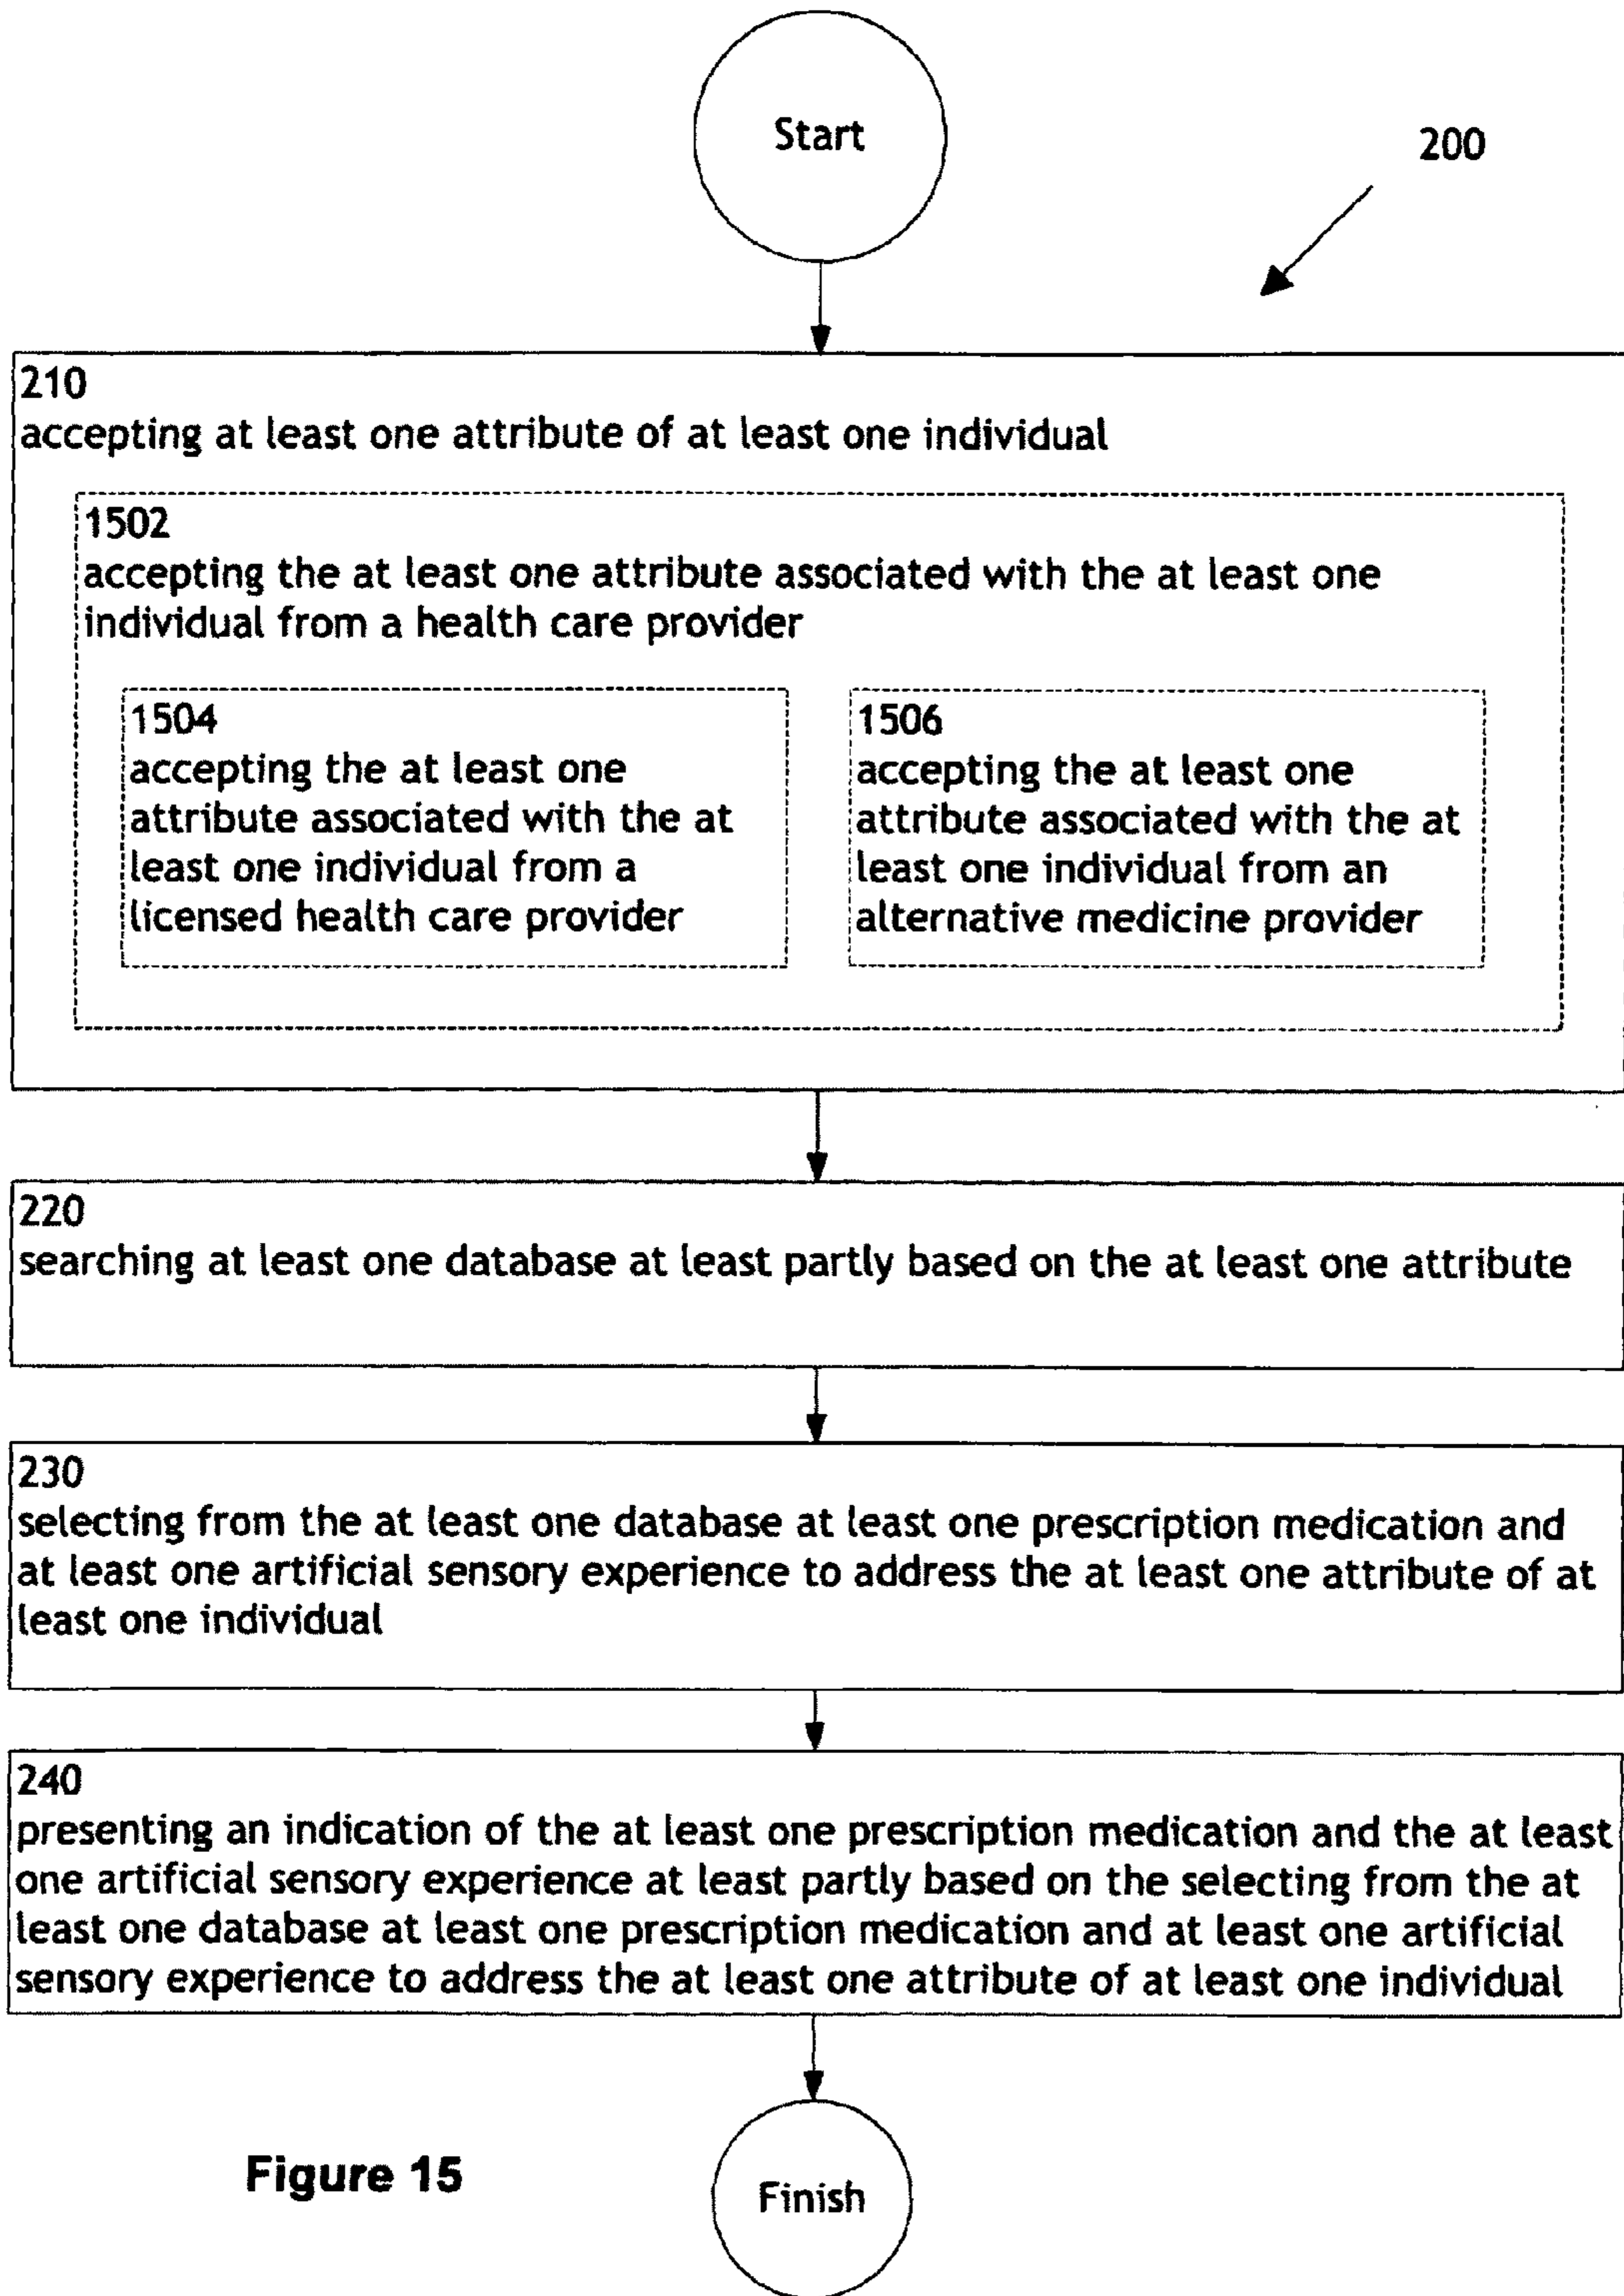 Start
200
210
accepting at least one attribute of at least one individual
1502
accepting the at least one attribute associated with the at least one
individual from a health care provider
1504
accepting the at least one
attribute associated with the at
least one individual from a
licensed health care provider
1506
accepting the at least one
attribute associated with the at
least one individual from an
alternative medicine provider
220
searching at least one database at least partly based on the at least one attribute
230
selecting from the at least one database at least one prescription medication and
at least one artificial sensory experience to address the at least one attribute of at
least one individual
240
presenting an indication of the at least one prescription medication and the at least
one artificial sensory experience at least partly based on the selecting from the at
least one database at least one prescription medication and at least one artificial
sensory experience to address the at least one attribute of at least one individual
Figure 15
Finish